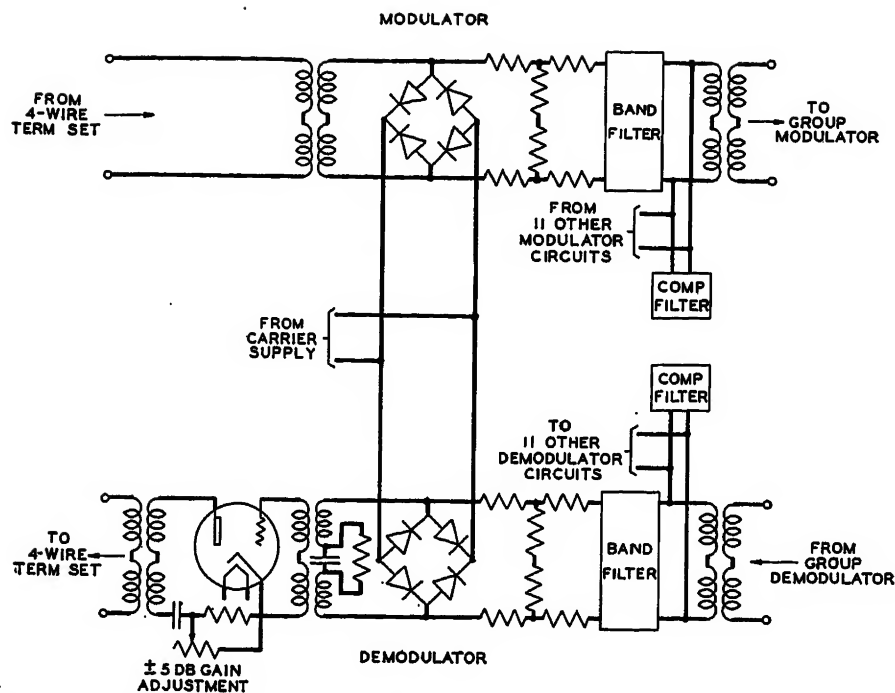 MODULATOR
FROM
4-WIRE
TERM SET
BAND
FILTER
TO
GROUP
MODULATOR
FROM
11 OTHER
MODULATOR
CIRCUITS
COMP
FILTER
FROM
CARRIER
SUPPLY
COMP
FILTER
TO
11 OTHER
DEMODULATOR
CIRCUITS
TO
4-WIRE
TERM SET
BAND
FILTER
FROM
GROUP
DEMODULATOR
±5 DB GAIN
ADJUSTMENT
DEMODULATOR